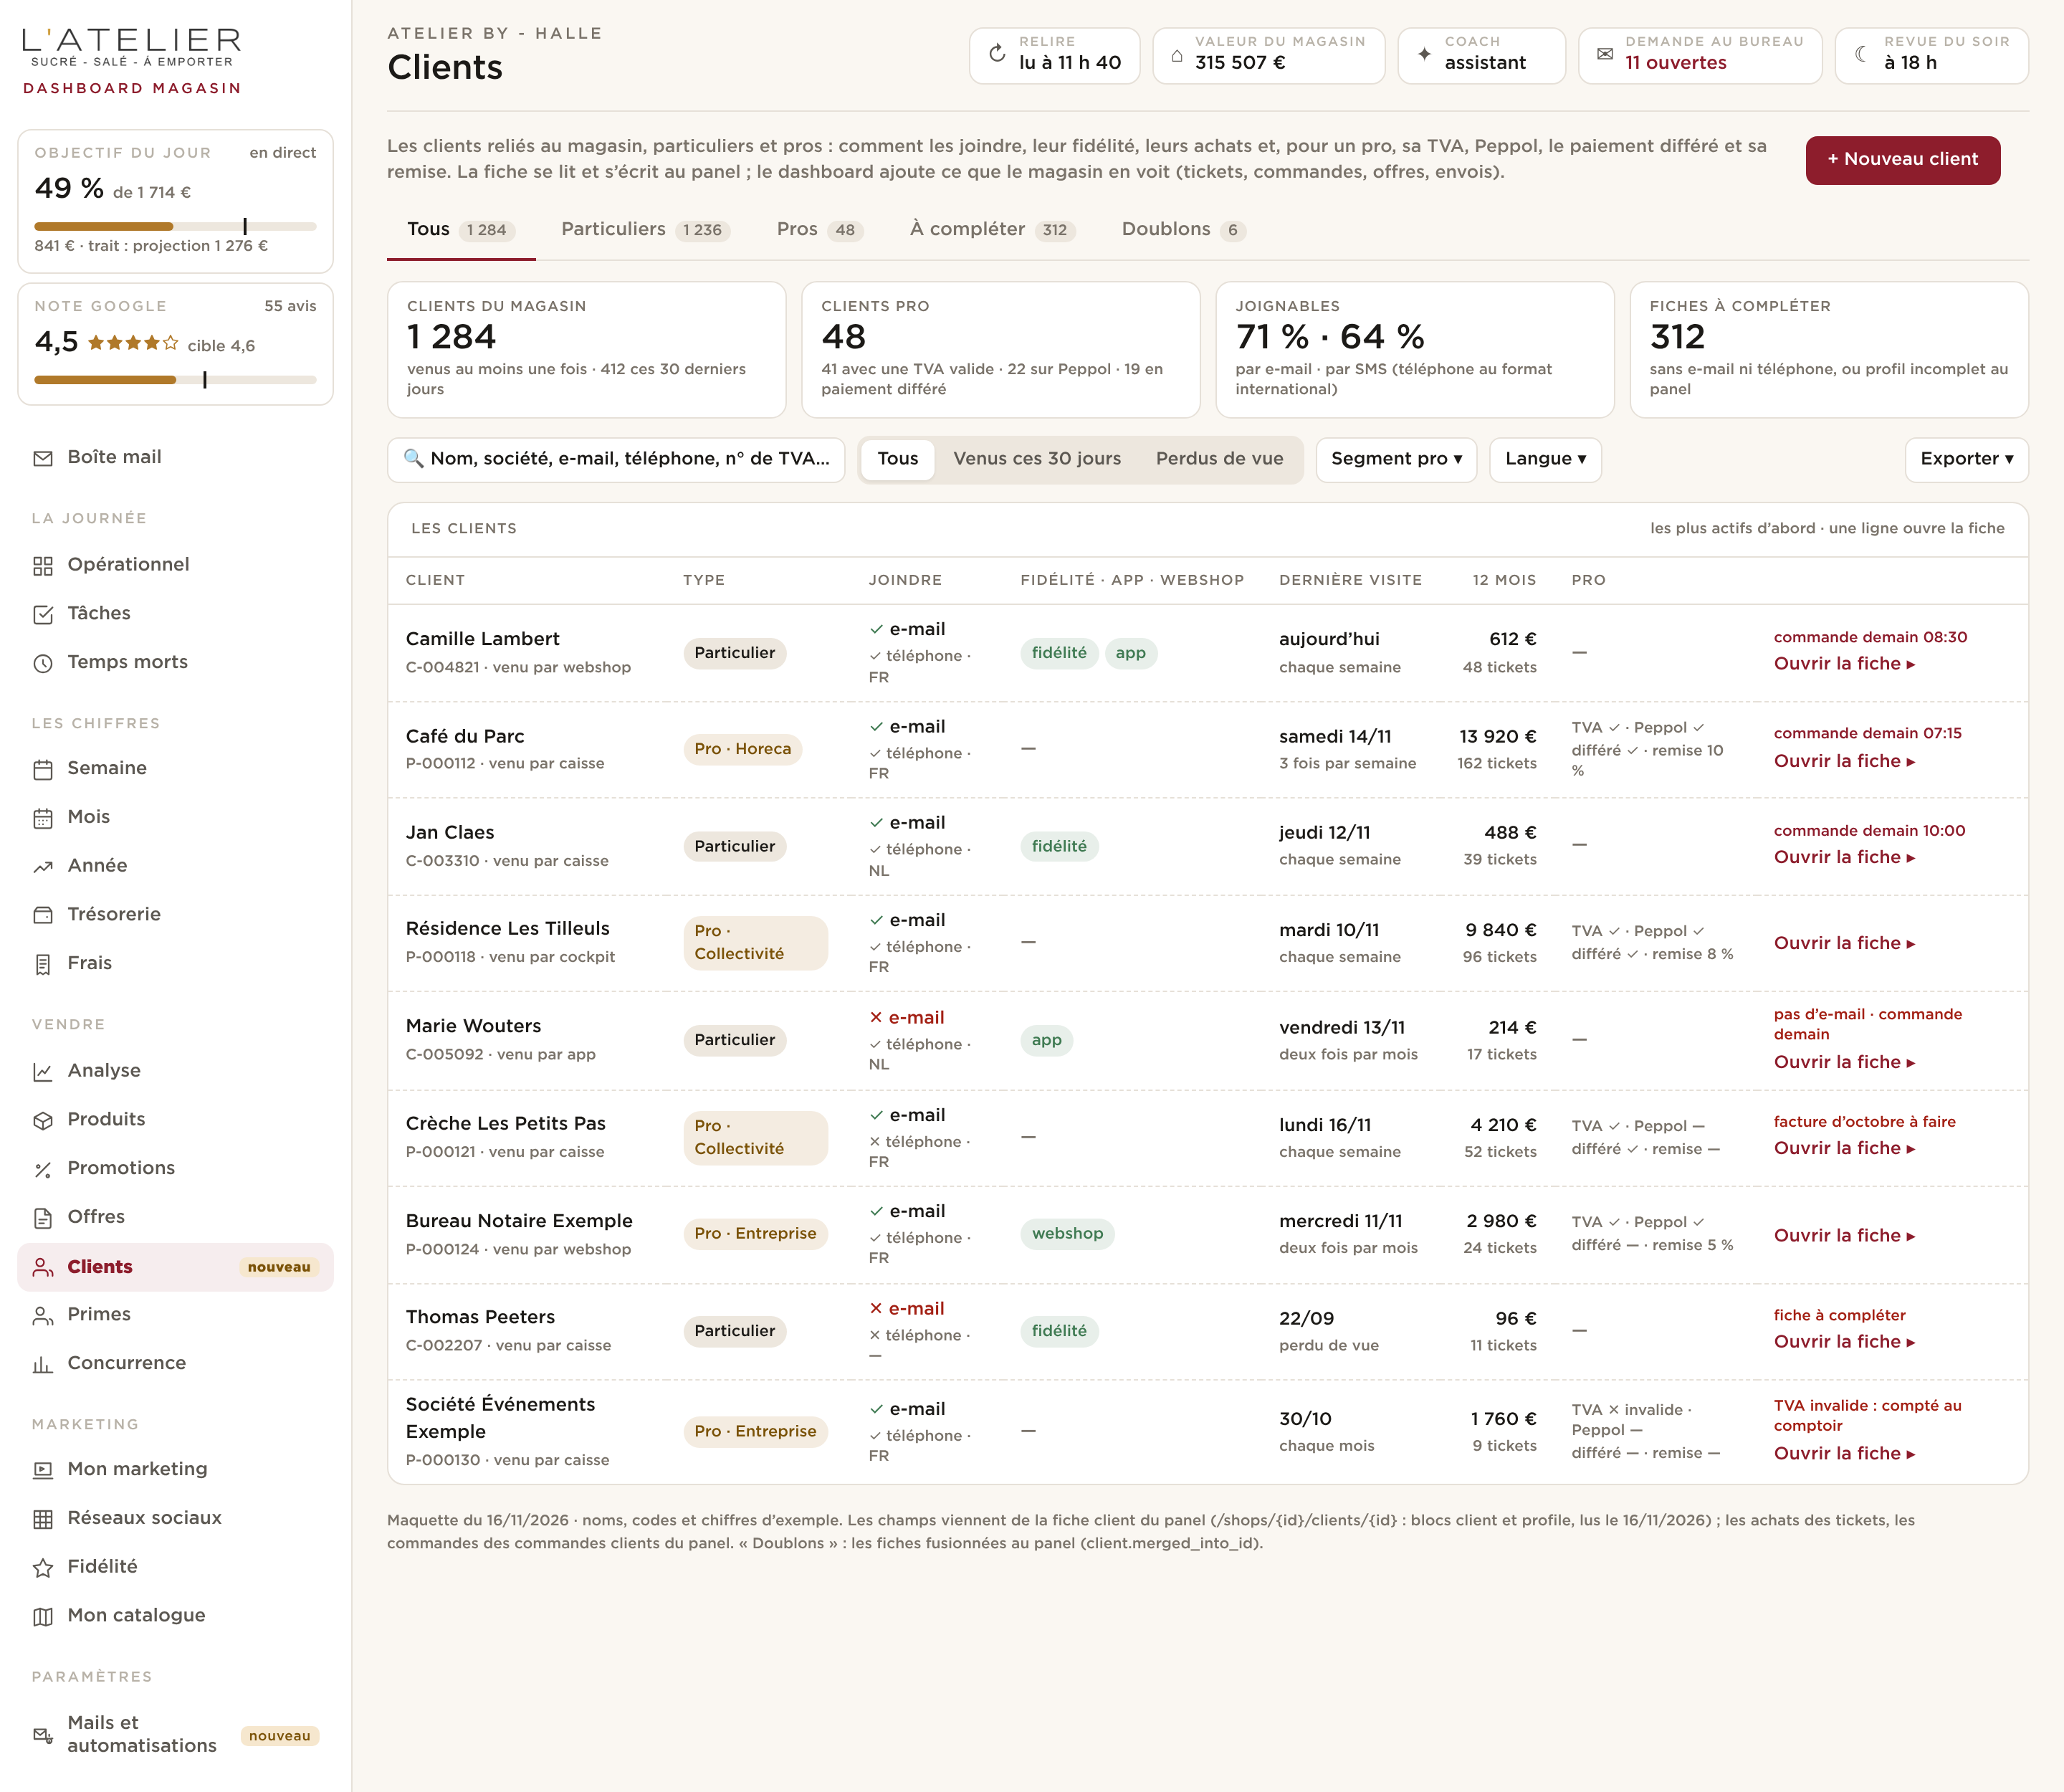 L'ATELIER
SUCRÉ - SALÉ - À EMPORTER
DASHBOARD MAGASIN
OBJECTIF DU JOUR en direct
49 % de 1 714 €
841 € · trait : projection 1 276 €
NOTE GOOGLE 55 avis
4,5 ★★★★☆ cible 4,6
Boîte mail
LA JOURNÉE
Opérationnel
Tâches
Temps morts
LES CHIFFRES
Semaine
Mois
Année
Trésorerie
Frais
VENDRE
Analyse
Produits
Promotions
Offres
Clients nouveau
Primes
Concurrence
MARKETING
Mon marketing
Réseaux sociaux
Fidélité
Mon catalogue
PARAMÈTRES
Mails et
automatisations nouveau
ATELIER BY - HALLE
Clients
RELIRE
lu à 11 h 40
VALEUR DU MAGASIN
315 507 €
COACH
assistant
DEMANDE AU BUREAU
11 ouvertes
REVUE DU SOIR
à 18 h
Les clients reliés au magasin, particuliers et pros : comment les joindre, leur fidélité, leurs achats et, pour un pro, sa TVA, Peppol, le paiement différé et sa
remise. La fiche se lit et s’écrit au panel ; le dashboard ajoute ce que le magasin en voit (tickets, commandes, offres, envois).
+ Nouveau client
Tous 1 284 Particuliers 1 236 Pros 48 À compléter 312 Doublons 6
CLIENTS DU MAGASIN
1 284
venus au moins une fois · 412 ces 30 derniers
jours
CLIENTS PRO
48
41 avec une TVA valide · 22 sur Peppol · 19 en
paiement différé
JOIGNABLES
71 % · 64 %
par e-mail · par SMS (téléphone au format
international)
FICHES À COMPLÉTER
312
sans e-mail ni téléphone, ou profil incomplet au
panel
🔍 Nom, société, e-mail, téléphone, n° de TVA… Tous Venus ces 30 jours Perdus de vue Segment pro ▾ Langue ▾ Exporter ▾
LES CLIENTS les plus actifs d’abord · une ligne ouvre la fiche
CLIENT TYPE JOINDRE FIDÉLITÉ · APP · WEBSHOP DERNIÈRE VISITE 12 MOIS PRO
Camille Lambert
C-004821 · venu par webshop
Particulier
✓ e-mail
✓ téléphone ·
FR
fidélité app
aujourd’hui
chaque semaine
612 €
48 tickets
—
commande demain 08:30
Ouvrir la fiche ▸
Café du Parc
P-000112 · venu par caisse
Pro · Horeca
✓ e-mail
✓ téléphone ·
FR
—
samedi 14/11
3 fois par semaine
13 920 €
162 tickets
TVA ✓ · Peppol ✓
différé ✓ · remise 10
%
commande demain 07:15
Ouvrir la fiche ▸
Jan Claes
C-003310 · venu par caisse
Particulier
✓ e-mail
✓ téléphone ·
NL
fidélité
jeudi 12/11
chaque semaine
488 €
39 tickets
—
commande demain 10:00
Ouvrir la fiche ▸
Résidence Les Tilleuls
P-000118 · venu par cockpit
Pro ·
Collectivité
✓ e-mail
✓ téléphone ·
FR
—
mardi 10/11
chaque semaine
9 840 €
96 tickets
TVA ✓ · Peppol ✓
différé ✓ · remise 8 %
Ouvrir la fiche ▸
Marie Wouters
C-005092 · venu par app
Particulier
✕ e-mail
✓ téléphone ·
NL
app
vendredi 13/11
deux fois par mois
214 €
17 tickets
—
pas d’e-mail · commande
demain
Ouvrir la fiche ▸
Crèche Les Petits Pas
P-000121 · venu par caisse
Pro ·
Collectivité
✓ e-mail
✕ téléphone ·
FR
—
lundi 16/11
chaque semaine
4 210 €
52 tickets
TVA ✓ · Peppol —
différé ✓ · remise —
facture d’octobre à faire
Ouvrir la fiche ▸
Bureau Notaire Exemple
P-000124 · venu par webshop
Pro · Entreprise
✓ e-mail
✓ téléphone ·
FR
webshop
mercredi 11/11
deux fois par mois
2 980 €
24 tickets
TVA ✓ · Peppol ✓
différé — · remise 5 %
Ouvrir la fiche ▸
Thomas Peeters
C-002207 · venu par caisse
Particulier
✕ e-mail
✕ téléphone ·
—
fidélité
22/09
perdu de vue
96 €
11 tickets
—
fiche à compléter
Ouvrir la fiche ▸
Société Événements
Exemple
P-000130 · venu par caisse
Pro · Entreprise
✓ e-mail
✓ téléphone ·
FR
—
30/10
chaque mois
1 760 €
9 tickets
TVA ✕ invalide ·
Peppol —
différé — · remise —
TVA invalide : compté au
comptoir
Ouvrir la fiche ▸
Maquette du 16/11/2026 · noms, codes et chiffres d’exemple. Les champs viennent de la fiche client du panel (/shops/{id}/clients/{id} : blocs client et profile, lus le 16/11/2026) ; les achats des tickets, les
commandes des commandes clients du panel. « Doublons » : les fiches fusionnées au panel (client.merged_into_id).